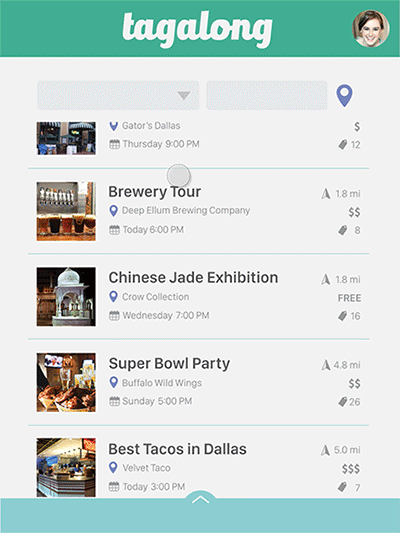 tagalong
Gator's Dallas
$
Thursday 9:00 PM
12
Brewery Tour
1.8 mi
Deep Ellum Brewing Company
$$
Today 6:00 PM
8
Chinese Jade Exhibition
1.8 mi
Crow Collection
FREE
Wednesday 7:00 PM
16
Super Bowl Party
4.8 mi
Buffalo Wild Wings
$$
Sunday 5:00 PM
26
Best Tacos in Dallas
5.0 mi
Velvet Taco
$$$
Today 3:00 PM
7